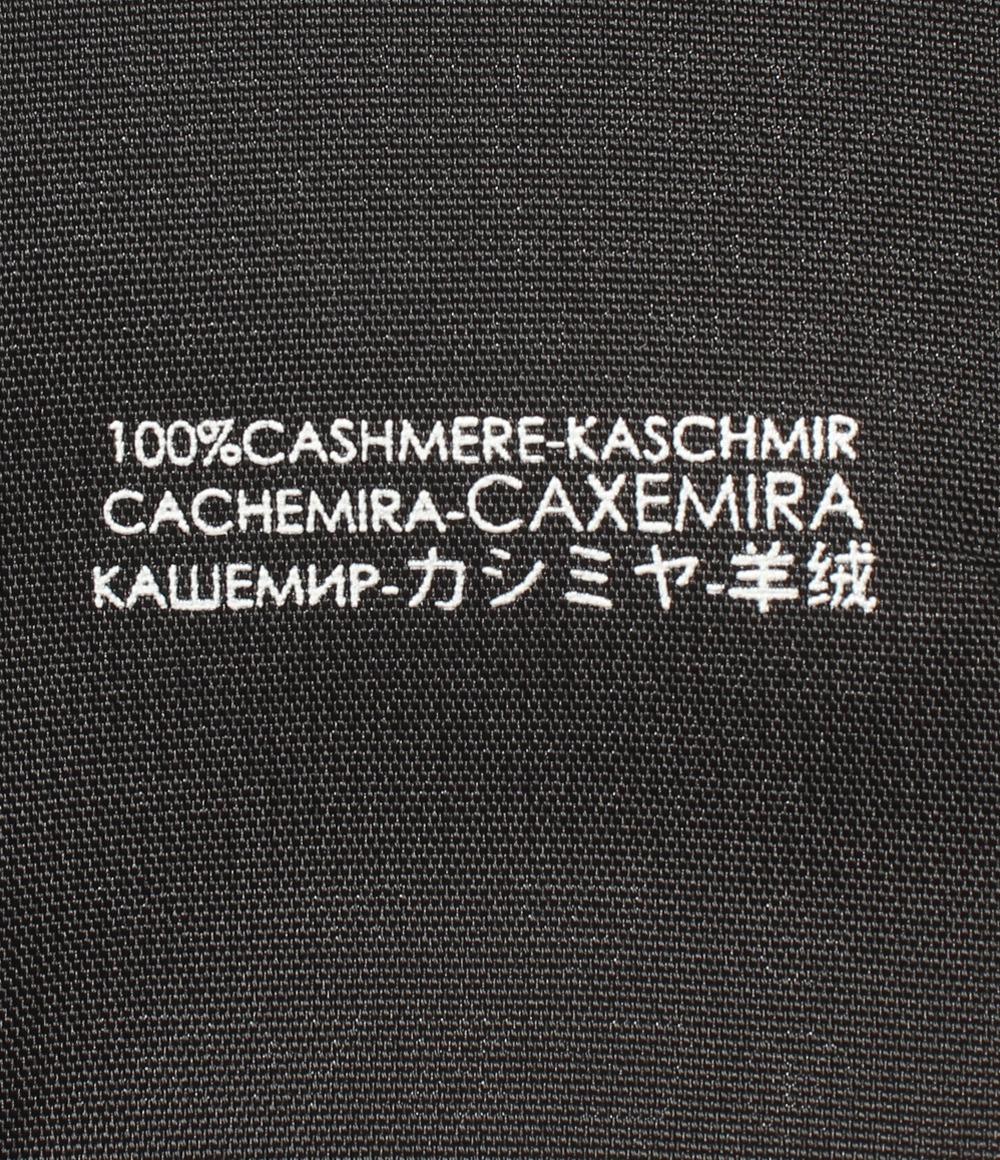 100%CASHMERE-KASCHMIR
CACHEMIRA-CAXEMIRA
КАШЕМИР-カシミヤ-羊绒